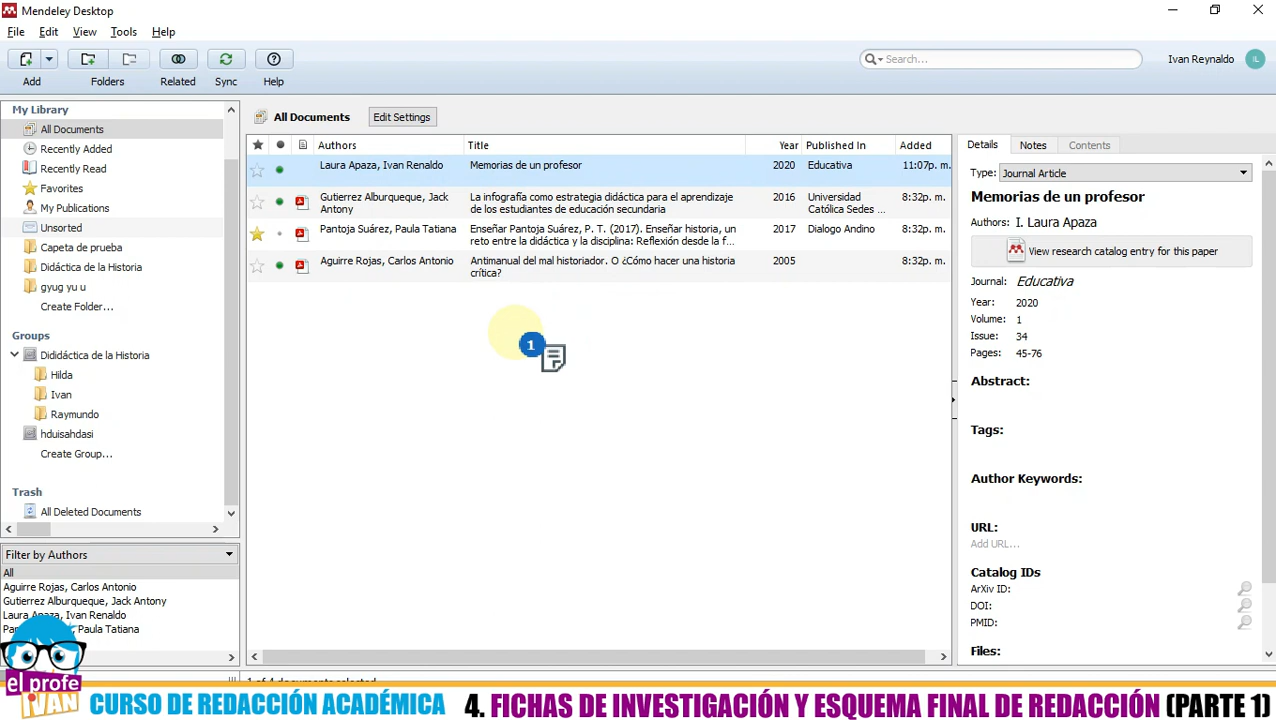 Mendeley Desktop
File Edit View Tools Help
Add Folders Related Sync Help
Search...
Ivan Reynaldo IL
My Library
All Documents
Recently Added
Recently Read
Favorites
My Publications
Unsorted
Capeta de prueba
Didáctica de la Historia
gyug yu u
Create Folder...
Groups
Dididáctica de la Historia
Hilda
Ivan
Raymundo
hduisahdasi
Create Group...
Trash
All Deleted Documents
Filter by Authors
All
Aguirre Rojas, Carlos Antonio
Gutierrez Alburqueque, Jack Antony
Laura Apaza, Ivan Renaldo
Paula Tatiana
All Documents Edit Settings
Authors Title Year Published In Added
Laura Apaza, Ivan Renaldo Memorias de un profesor 2020 Educativa 11:07p. m.
Gutierrez Alburqueque, Jack La infografía como estrategia didáctica para el aprendizaje 2016 Universidad 8:32p. m.
Antony de los estudiantes de educación secundaria Católica Sedes ...
Pantoja Suárez, Paula Tatiana Enseñar Pantoja Suárez, P. T. (2017). Enseñar historia, un 2017 Dialogo Andino 8:32p. m.
reto entre la didáctica y la disciplina: Reflexión desde la f...
Aguirre Rojas, Carlos Antonio Antimanual del mal historiador. O ¿Cómo hacer una historia 2005 8:32p. m.
crítica?
1
Details Notes Contents
Type: Journal Article
Memorias de un profesor
Authors: I. Laura Apaza
View research catalog entry for this paper
Journal: Educativa
Year: 2020
Volume: 1
Issue: 34
Pages: 45-76
Abstract:
Tags:
Author Keywords:
URL:
Add URL...
Catalog IDs
ArXiv ID:
DOI:
PMID:
Files:
1 of 4 documents selected
el profe
iVAN
CURSO DE REDACCIÓN ACADÉMICA 4. FICHAS DE INVESTIGACIÓN Y ESQUEMA FINAL DE REDACCIÓN (PARTE 1)